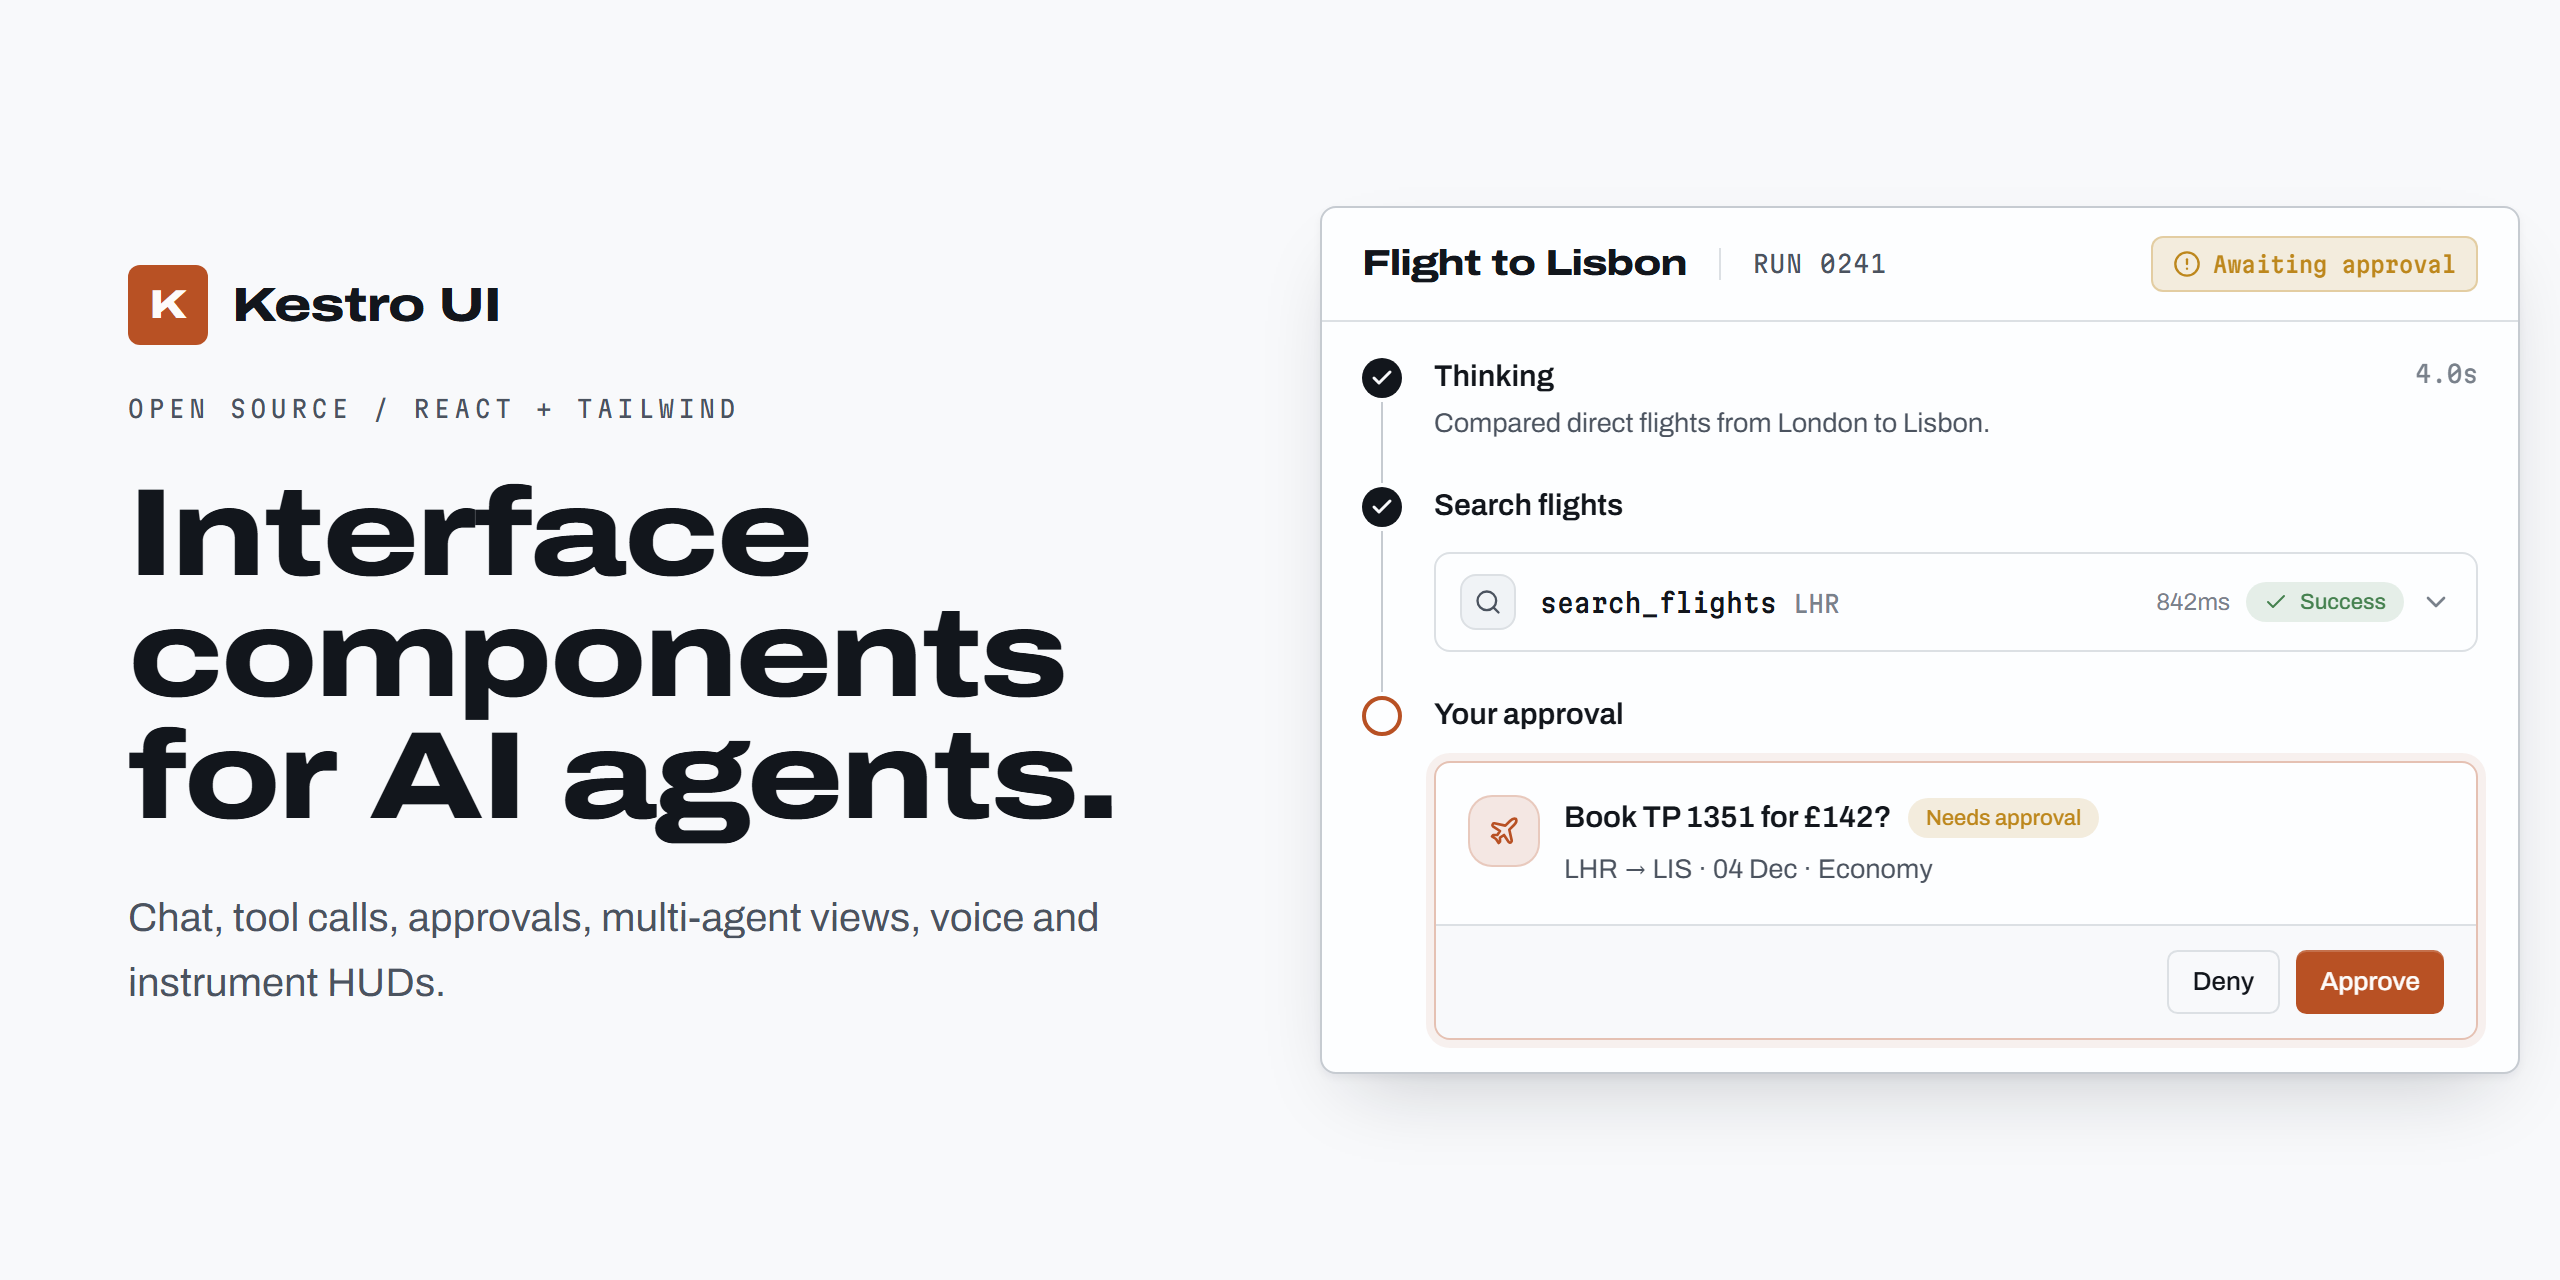 K Kestro UI
OPEN SOURCE / REACT + TAILWIND
Interface
components
for AI agents.
Chat, tool calls, approvals, multi-agent views, voice and
instrument HUDs.
Flight to Lisbon RUN 0241 Awaiting approval
Thinking 4.0s
Compared direct flights from London to Lisbon.
Search flights
search_flights LHR 842ms Success
Your approval
Book TP 1351 for £142? Needs approval
LHR → LIS · 04 Dec · Economy
Deny Approve